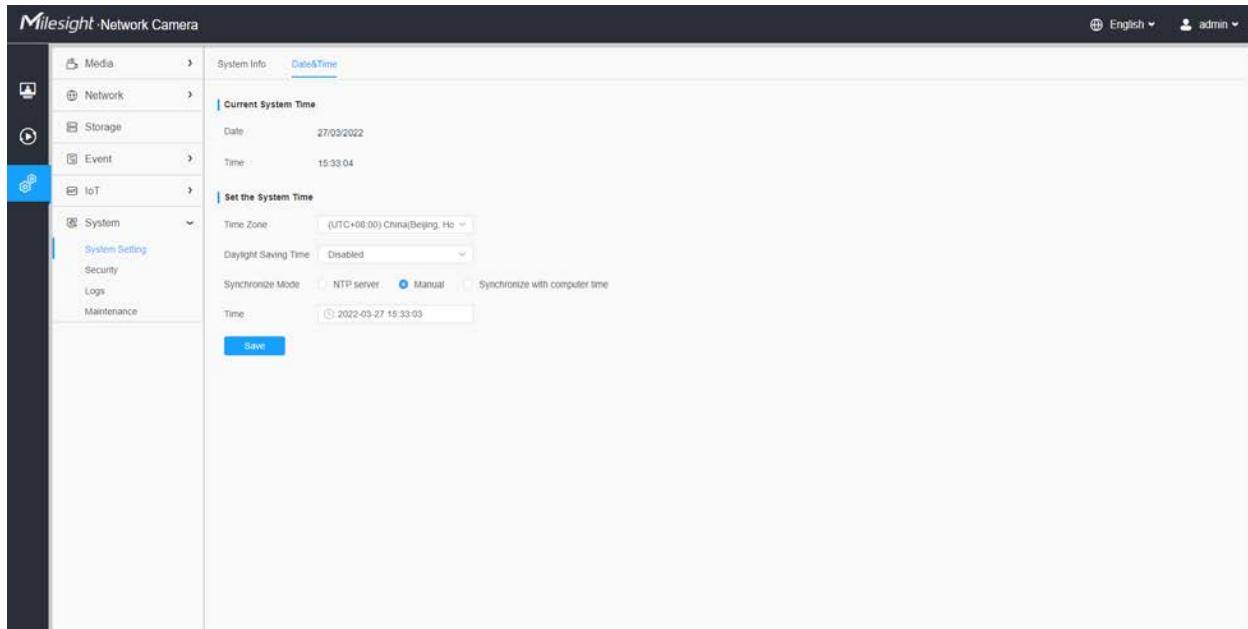 Milesight · Network Camera
English
admin
Media
Network
Storage
Event
IoT
System
System Setting
Security
Logs
Maintenance
System Info Date&Time
Current System Time
Date 27/03/2022
Time 15:33:04
Set the System Time
Time Zone (UTC+08:00) China(Beijing, Ho
Daylight Saving Time Disabled
Synchronize Mode NTP server Manual Synchronize with computer time
Time 2022-03-27 15:33:03
Save